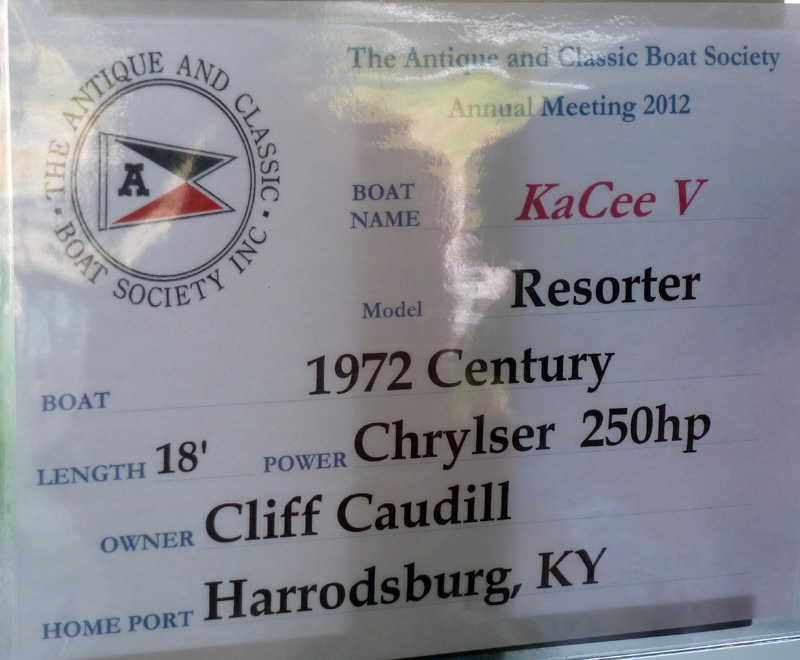 THE ANTIQUE AND CLASSIC
BOAT SOCIETY INC
A
The Antique and Classic Boat Society
Annual Meeting 2012
BOAT NAME KaCee V
Model Resorter
BOAT 1972 Century
LENGTH 18' POWER Chrylser 250hp
OWNER Cliff Caudill
HOME PORT Harrodsburg, KY